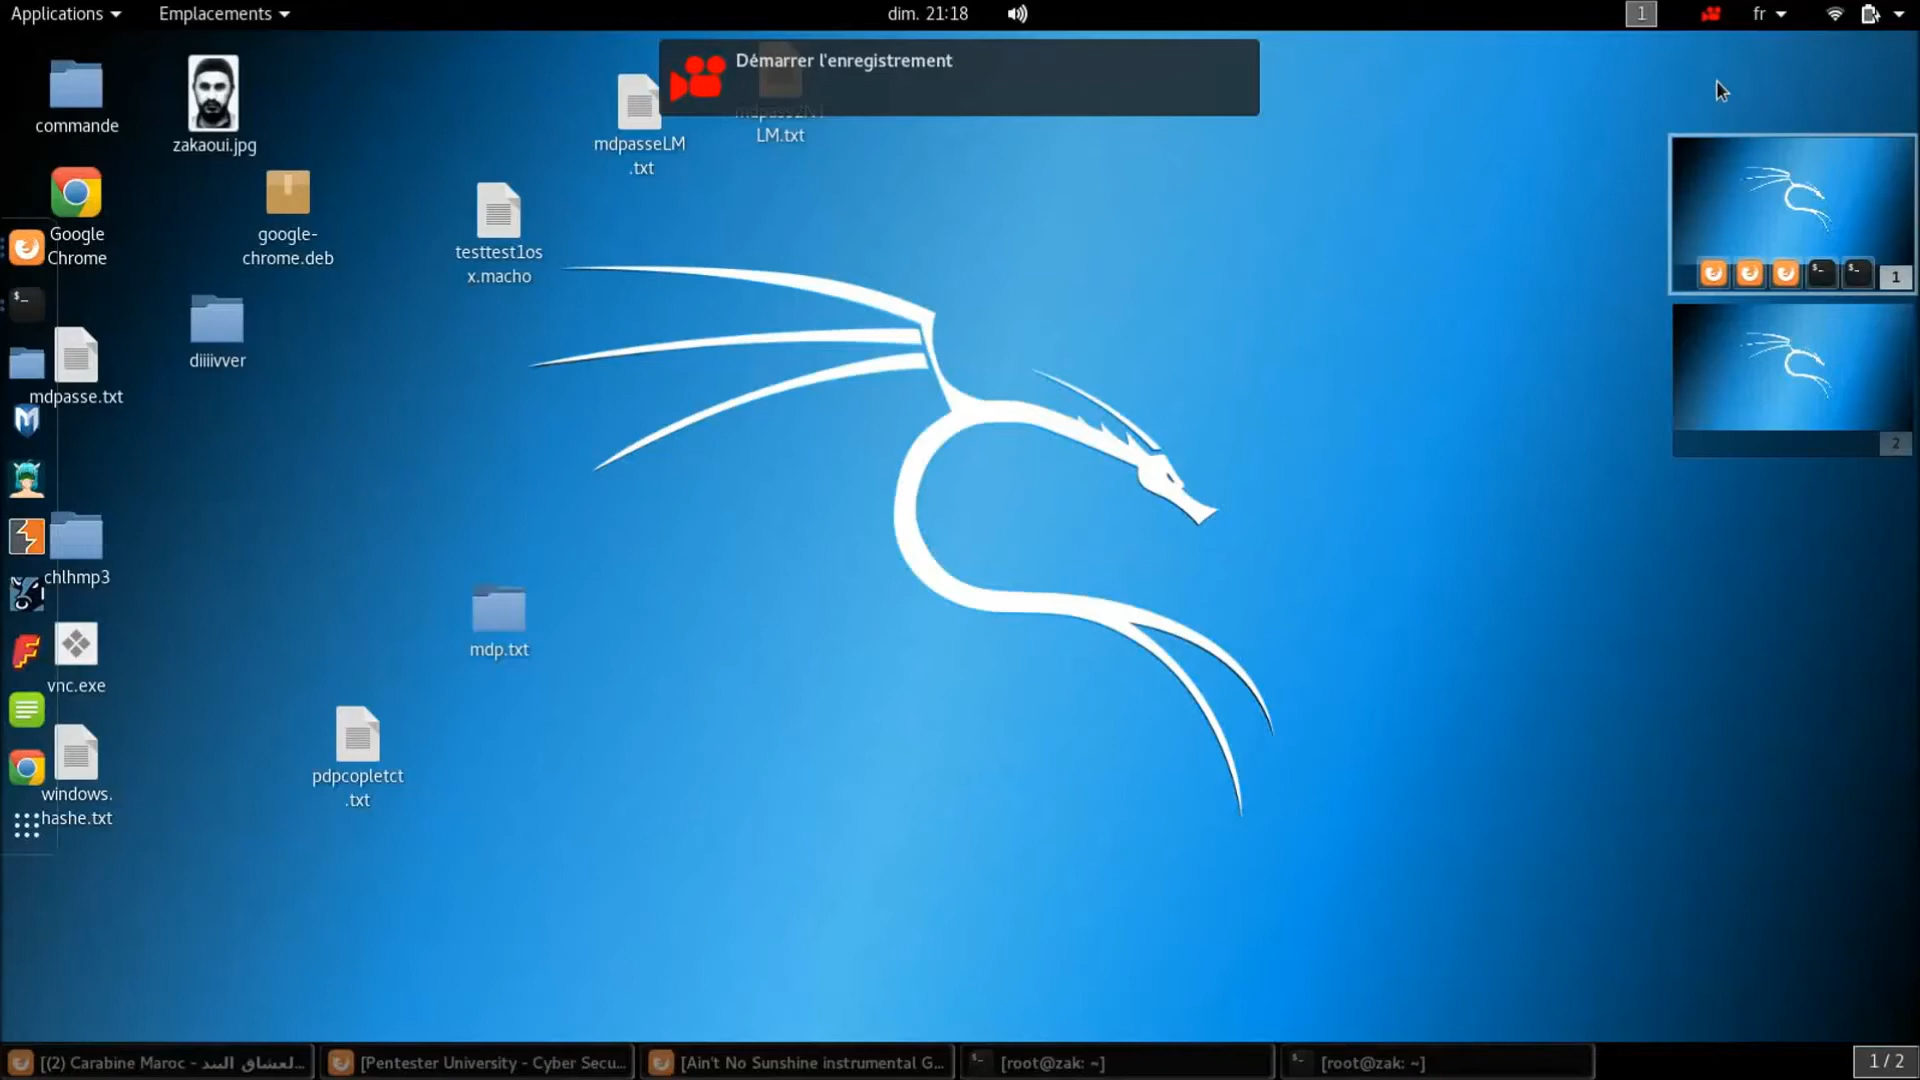 Applications
Emplacements
dim. 21:18
1
fr
Démarrer l'enregistrement
commande
zakaoui.jpg
mdpasseLM
.txt
LM.txt
Google
Chrome
google-
chrome.deb
testtest1os
x.macho
1
diiiivver
mdpasse.txt
2
chlhmp3
mdp.txt
vnc.exe
pdpcopletct
.txt
windows.
hashe.txt
[(2) Carabine Maroc - لعشاق البند...
[Pentester University - Cyber Secu...
[Ain't No Sunshine instrumental G...
[root@zak: ~]
[root@zak: ~]
1 / 2